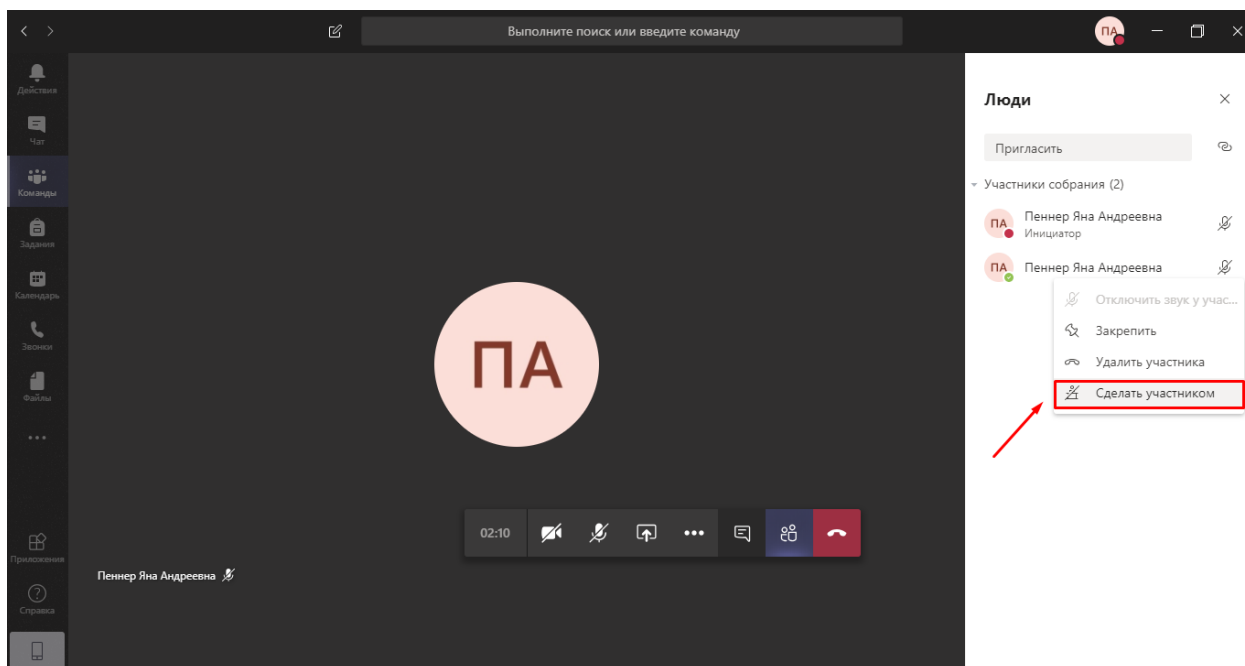 Выполните поиск или введите команду
ПА
Действия
Чат
Команды
Задания
Календарь
Звонки
Файлы
Приложения
Справка
ПА
02:10
Пеннер Яна Андреевна
Люди
Пригласить
Участники собрания (2)
ПА
Пеннер Яна Андреевна
Инициатор
ПА
Пеннер Яна Андреевна
Отключить звук у учас...
Закрепить
Удалить участника
Сделать участником